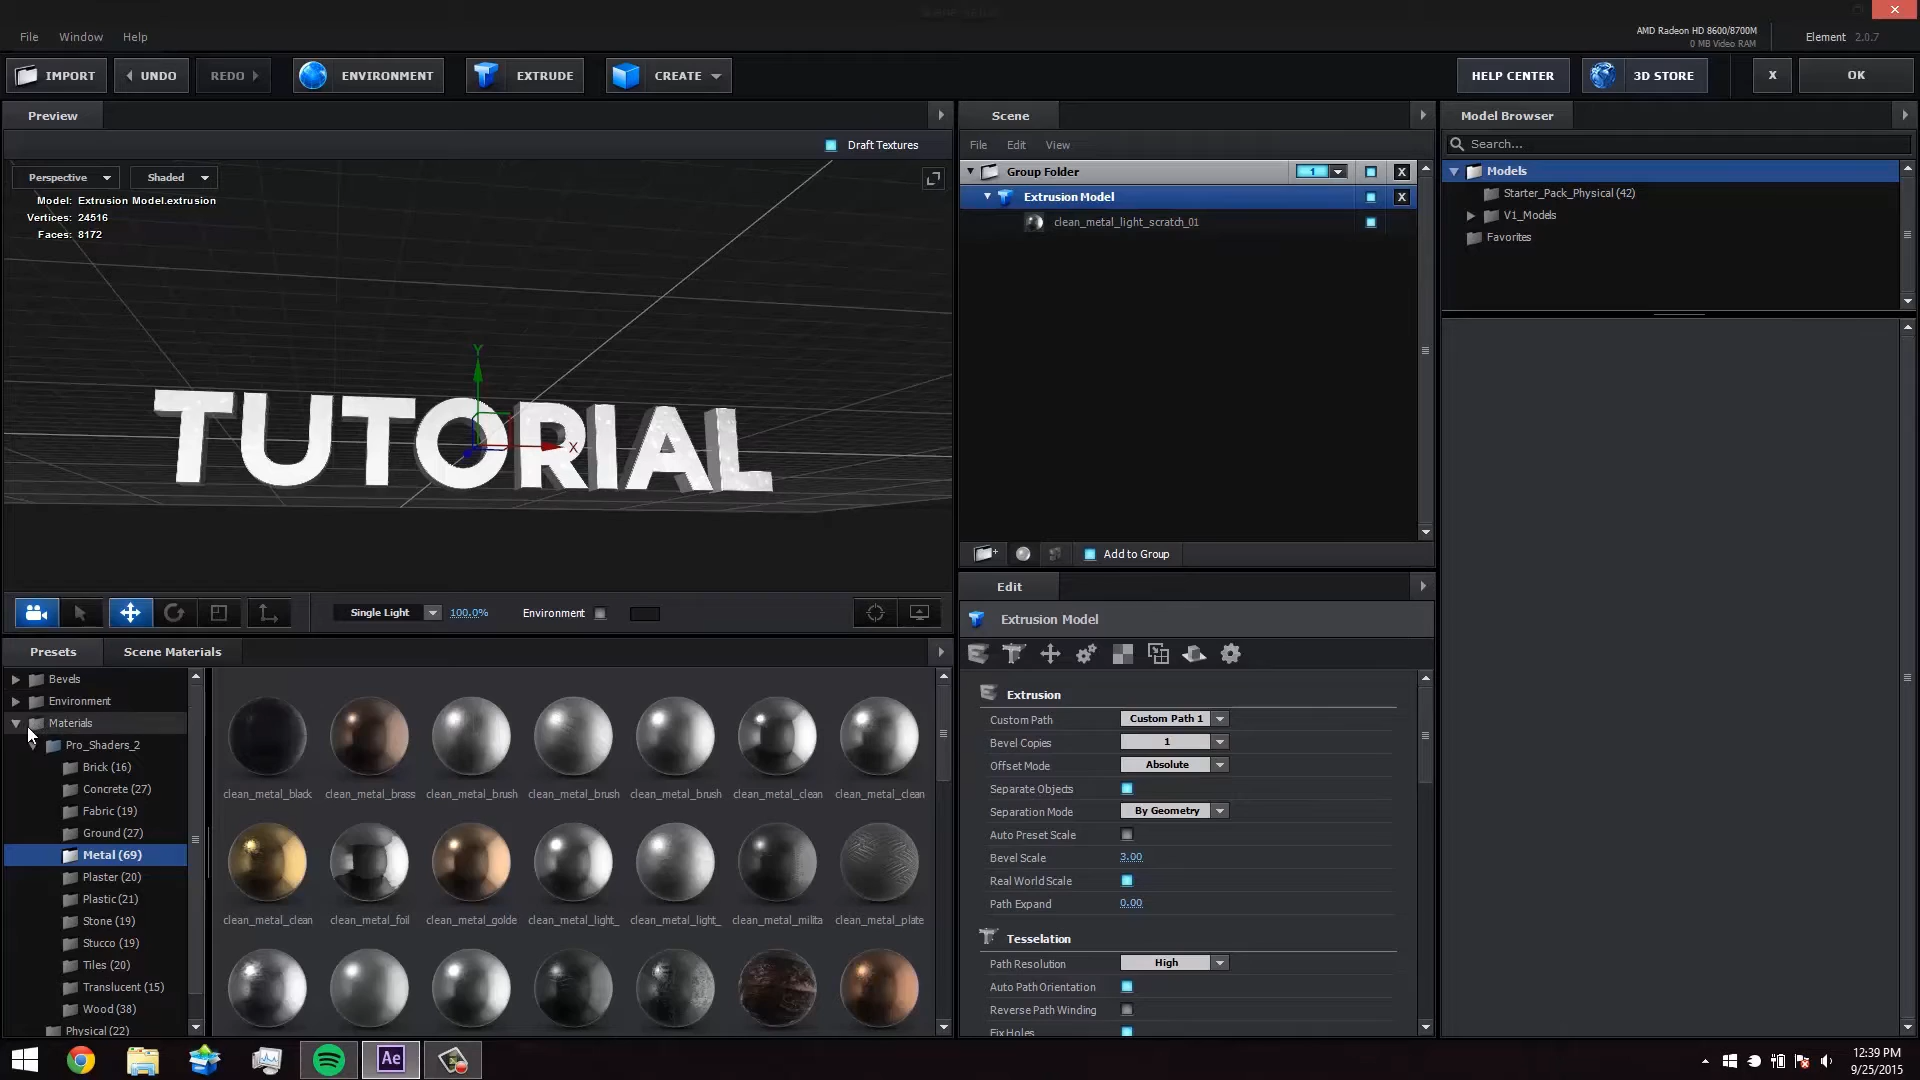 File Window Help
AMD Radeon HD 8600/8700M
0 MB Video RAM
Element 2.0.7
IMPORT UNDO REDO ENVIRONMENT EXTRUDE CREATE HELP CENTER 3D STORE X OK
Preview
Draft Textures
Perspective Shaded
Model: Extrusion Model.extrusion
Vertices: 24516
Faces: 8172
Y
X
TUTORIAL
Single Light 100.0% Environment
Scene
File Edit View
Group Folder 1 X
Extrusion Model X
clean_metal_light_scratch_01
Add to Group
Model Browser
Search...
Models
Starter_Pack_Physical (42)
V1_Models
Favorites
Presets Scene Materials
Bevels
Environment
Materials
Pro_Shaders_2
Brick (16)
Concrete (27)
Fabric (19)
Ground (27)
Metal (69)
Plaster (20)
Plastic (21)
Stone (19)
Stucco (19)
Tiles (20)
Translucent (15)
Wood (38)
Physical (22)
clean_metal_black clean_metal_brass clean_metal_brush clean_metal_brush clean_metal_brush clean_metal_clean clean_metal_clean
clean_metal_clean clean_metal_foil clean_metal_golde clean_metal_light_ clean_metal_light_ clean_metal_milita clean_metal_plate
Edit
Extrusion Model
Extrusion
Custom Path Custom Path 1
Bevel Copies 1
Offset Mode Absolute
Separate Objects
Separation Mode By Geometry
Auto Preset Scale
Bevel Scale 3.00
Real World Scale
Path Expand 0.00
Tesselation
Path Resolution High
Auto Path Orientation
Reverse Path Winding
Fix Holes
Ae
12:39 PM
9/25/2015